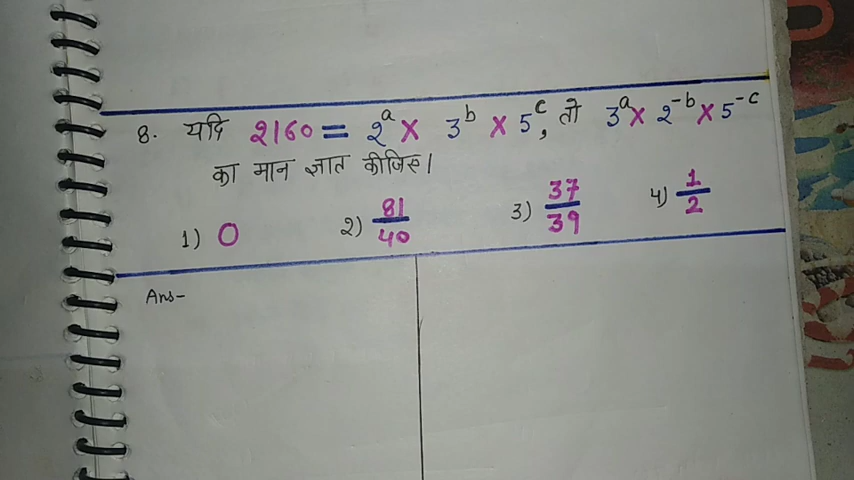 8. यदि 2160 = 2^a × 3^b × 5^c, तो 3^a × 2^-b × 5^-c
का मान ज्ञात कीजिए।
1) 0 2) 81/40 3) 37/39 4) 1/2
Ans-